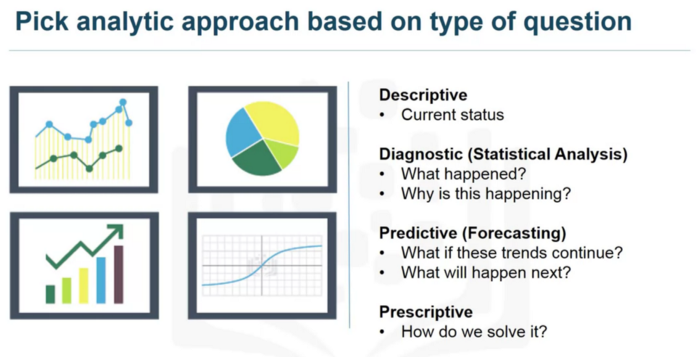 Pick analytic approach based on type of question
Descriptive
• Current status
Diagnostic (Statistical Analysis)
• What happened?
• Why is this happening?
Predictive (Forecasting)
• What if these trends continue?
• What will happen next?
Prescriptive
• How do we solve it?